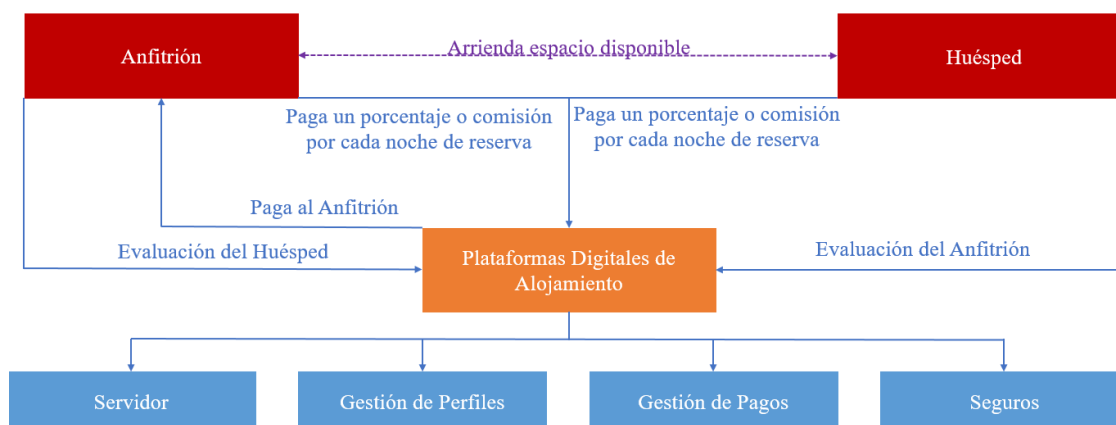 Anfitrión
Arrienda espacio disponible
Huésped
Paga un porcentaje o comisión
por cada noche de reserva
Paga un porcentaje o comisión
por cada noche de reserva
Paga al Anfitrión
Evaluación del Huésped
Plataformas Digitales de
Alojamiento
Evaluación del Anfitrión
Servidor
Gestión de Perfiles
Gestión de Pagos
Seguros